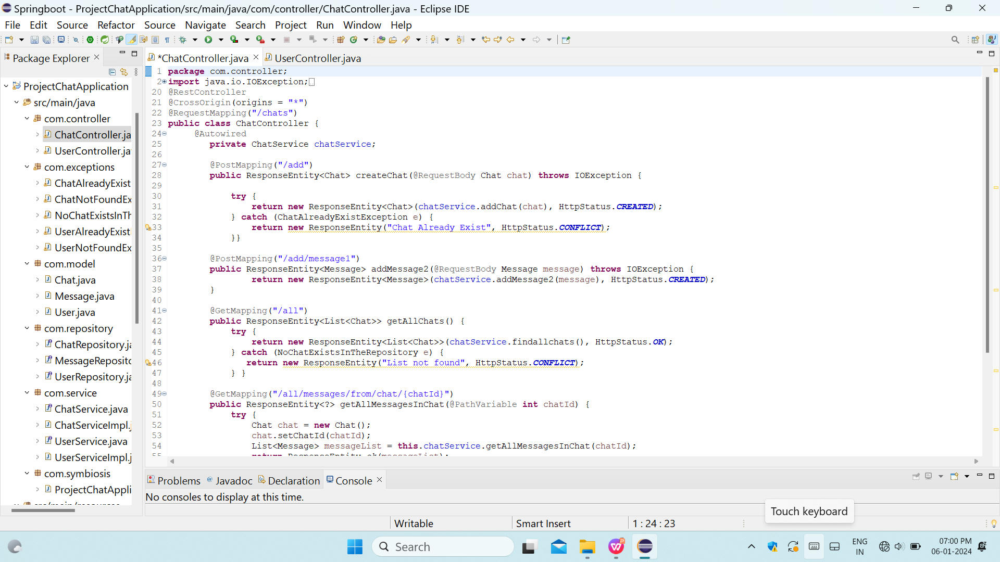 Springboot - ProjectChatApplication/src/main/java/com/controller/ChatController.java - Eclipse IDE
File Edit Source Refactor Source Navigate Search Project Run Window Help
Package Explorer
*ChatController.java
UserController.java
ProjectChatApplication
src/main/java
com.controller
ChatController.ja
UserController.ja
com.exceptions
ChatAlreadyExist
ChatNotFoundEx
NoChatExistsInTh
UserAlreadyExist
UserNotFoundEx
com.model
Chat.java
Message.java
User.java
com.repository
ChatRepository.ja
MessageReposito
UserRepository.ja
com.service
ChatService.java
ChatServiceImpl.j
UserService.java
UserServiceImpl.j
com.symbiosis
ProjectChatAppli
1 package com.controller;
2 import java.io.IOException;
20 @RestController
21 @CrossOrigin(origins = "*")
22 @RequestMapping("/chats")
23 public class ChatController {
24 @Autowired
25 private ChatService chatService;
26
27 @PostMapping("/add")
28 public ResponseEntity<Chat> createChat(@RequestBody Chat chat) throws IOException {
29
30 try {
31 return new ResponseEntity<Chat>(chatService.addChat(chat), HttpStatus.CREATED);
32 } catch (ChatAlreadyExistException e) {
33 return new ResponseEntity("Chat Already Exist", HttpStatus.CONFLICT);
34 }}
35
36 @PostMapping("/add/message1")
37 public ResponseEntity<Message> addMessage2(@RequestBody Message message) throws IOException {
38 return new ResponseEntity<Message>(chatService.addMessage2(message), HttpStatus.CREATED);
39 }
40
41 @GetMapping("/all")
42 public ResponseEntity<List<Chat>> getAllChats() {
43 try {
44 return new ResponseEntity<List<Chat>>(chatService.findallchats(), HttpStatus.OK);
45 } catch (NoChatExistsInTheRepository e) {
46 return new ResponseEntity("List not found", HttpStatus.CONFLICT);
47 } }
48
49 @GetMapping("/all/messages/from/chat/{chatId}")
50 public ResponseEntity<?> getAllMessagesInChat(@PathVariable int chatId) {
51 try {
52 Chat chat = new Chat();
53 chat.setChatId(chatId);
54 List<Message> messageList = this.chatService.getAllMessagesInChat(chatId);
Problems Javadoc Declaration Console
No consoles to display at this time.
Touch keyboard
Writable Smart Insert 1 : 24 : 23
Search
ENG
IN
07:00 PM
06-01-2024